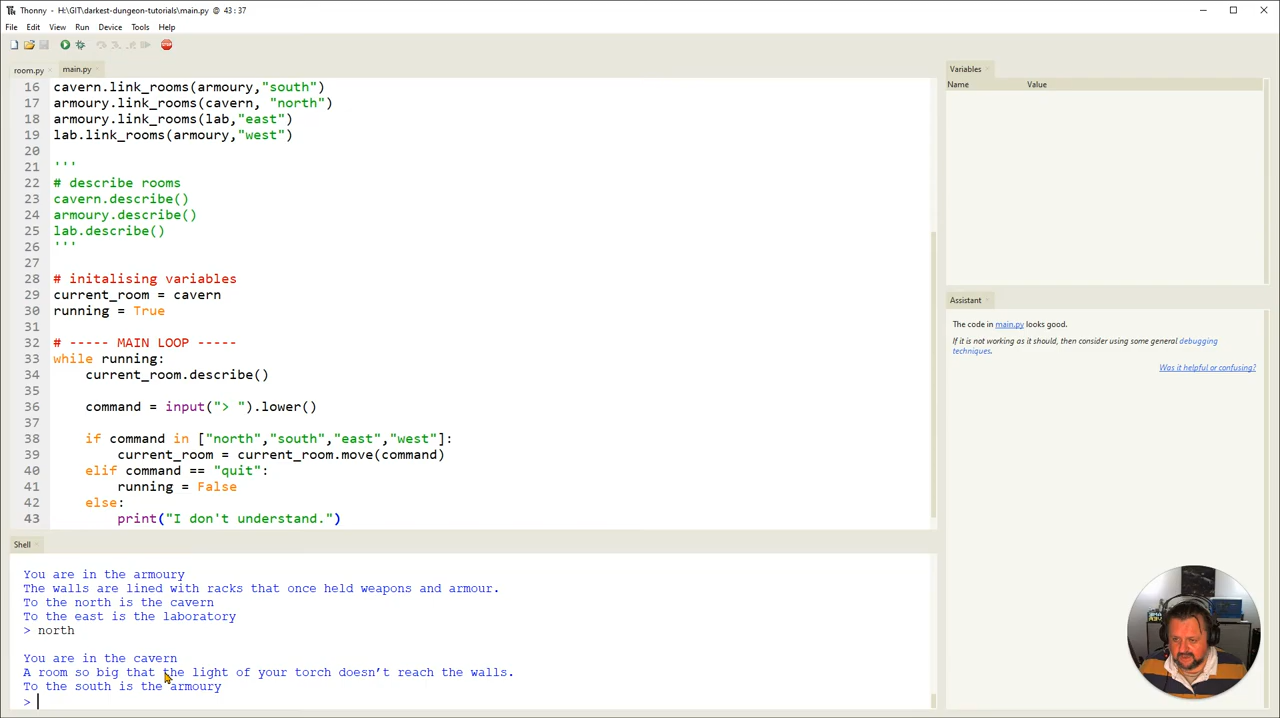 Thonny - H:\GIT\darkest-dungeon-tutorials\main.py @ 43 : 37
File Edit View Run Device Tools Help
room.py main.py
16 cavern.link_rooms(armoury,"south")
17 armoury.link_rooms(cavern, "north")
18 armoury.link_rooms(lab,"east")
19 lab.link_rooms(armoury,"west")
20
21 '''
22 # describe rooms
23 cavern.describe()
24 armoury.describe()
25 lab.describe()
26 '''
27
28 # initalising variables
29 current_room = cavern
30 running = True
31
32 # ----- MAIN LOOP -----
33 while running:
34 current_room.describe()
35
36 command = input("> ").lower()
37
38 if command in ["north","south","east","west"]:
39 current_room = current_room.move(command)
40 elif command == "quit":
41 running = False
42 else:
43 print("I don't understand.")
Shell
You are in the armoury
The walls are lined with racks that once held weapons and armour.
To the north is the cavern
To the east is the laboratory
> north
You are in the cavern
A room so big that the light of your torch doesn’t reach the walls.
To the south is the armoury
>
Variables
Name Value
Assistant
The code in main.py looks good.
If it is not working as it should, then consider using some general debugging
techniques.
Was it helpful or confusing?